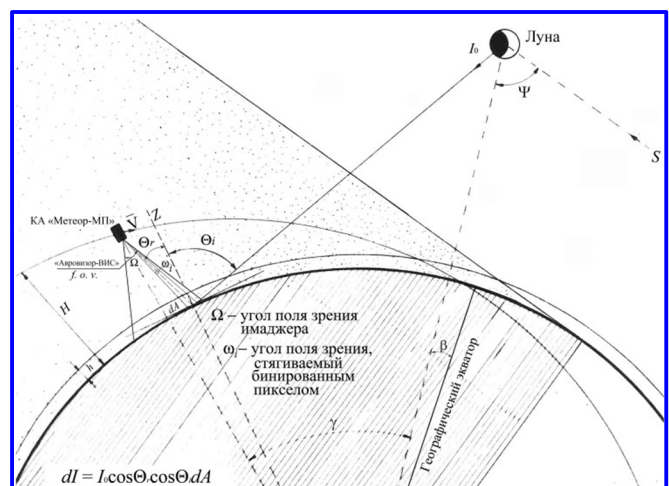 Луна
I₀
Ψ
S
КА «Метеор-МП»
V̄
Z
Θr
Θi
«Авровизор-ВИС»
f. o. v.
Ω
ωi
H
dA
h
Ω – угол поля зрения
имаджера
ωi – угол поля зрения,
стягиваемый
бинированным
пикселом
β
γ
Географический экватор
dI = I₀cosΘrcosΘidA